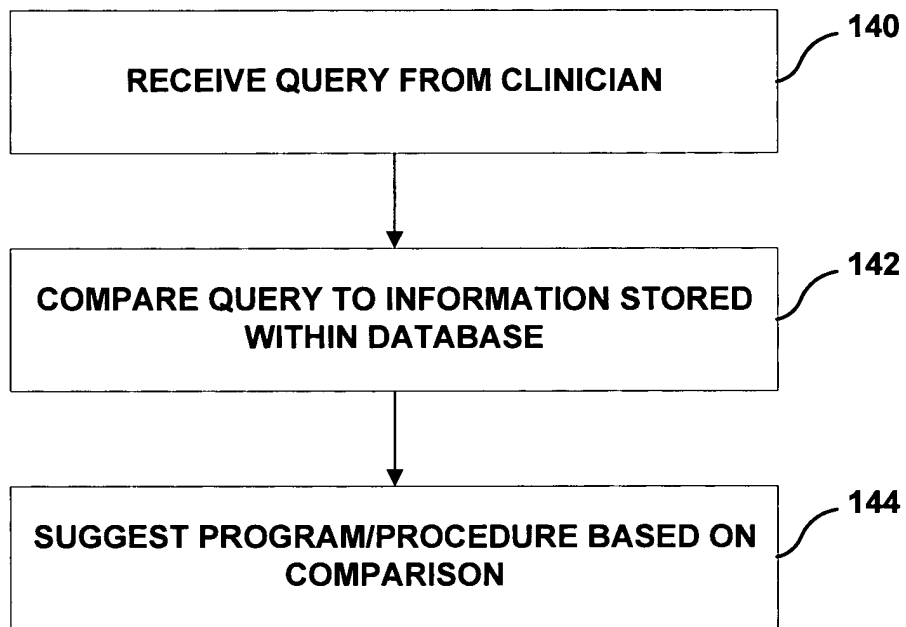 140
RECEIVE QUERY FROM CLINICIAN
142
COMPARE QUERY TO INFORMATION STORED
WITHIN DATABASE
144
SUGGEST PROGRAM/PROCEDURE BASED ON
COMPARISON